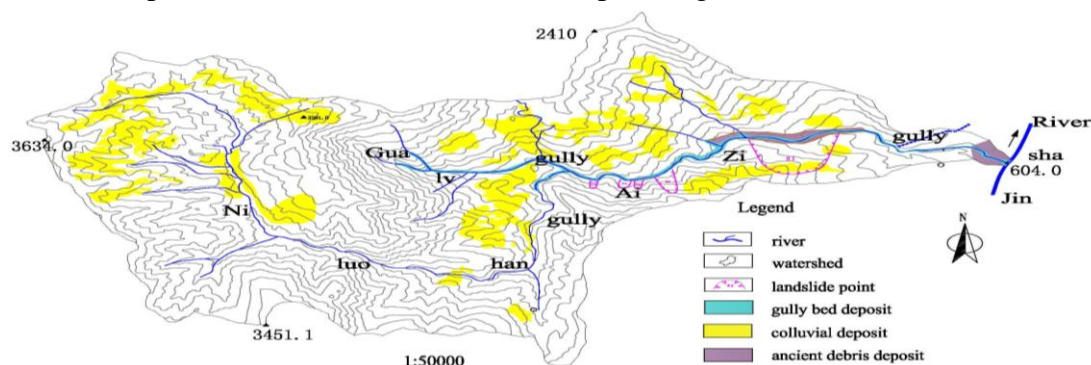 2410
River
3634.0
Gua
gully
gully
sha
lv
Zi
604.0
Ni
Ai
Jin
gully
Legend
N
luo
han
river
watershed
landslide point
gully bed deposit
3451.1
colluvial deposit
1:50000
ancient debris deposit